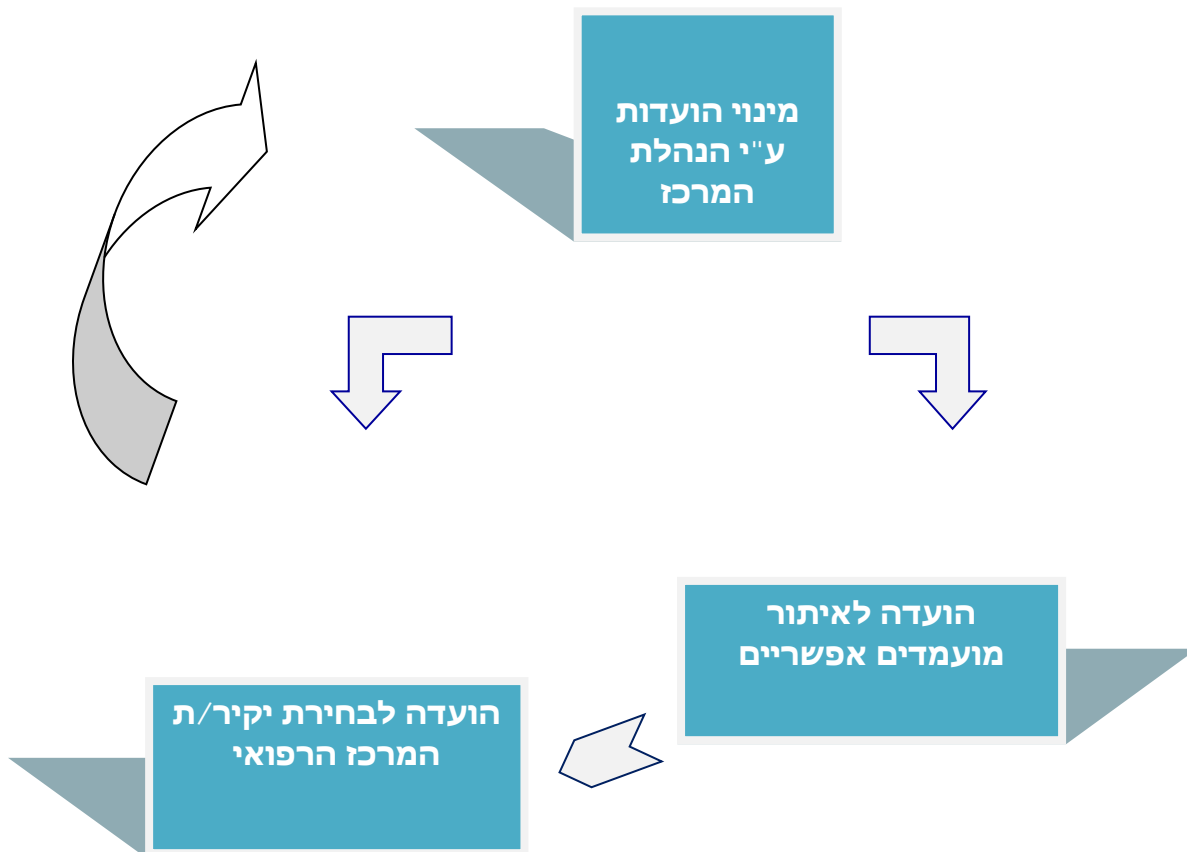 מינוי הועדות
ע"י הנהלת
המרכז
הועדה לאיתור
מועמדים אפשריים
הועדה לבחירת יקיר/ת
המרכז הרפואי